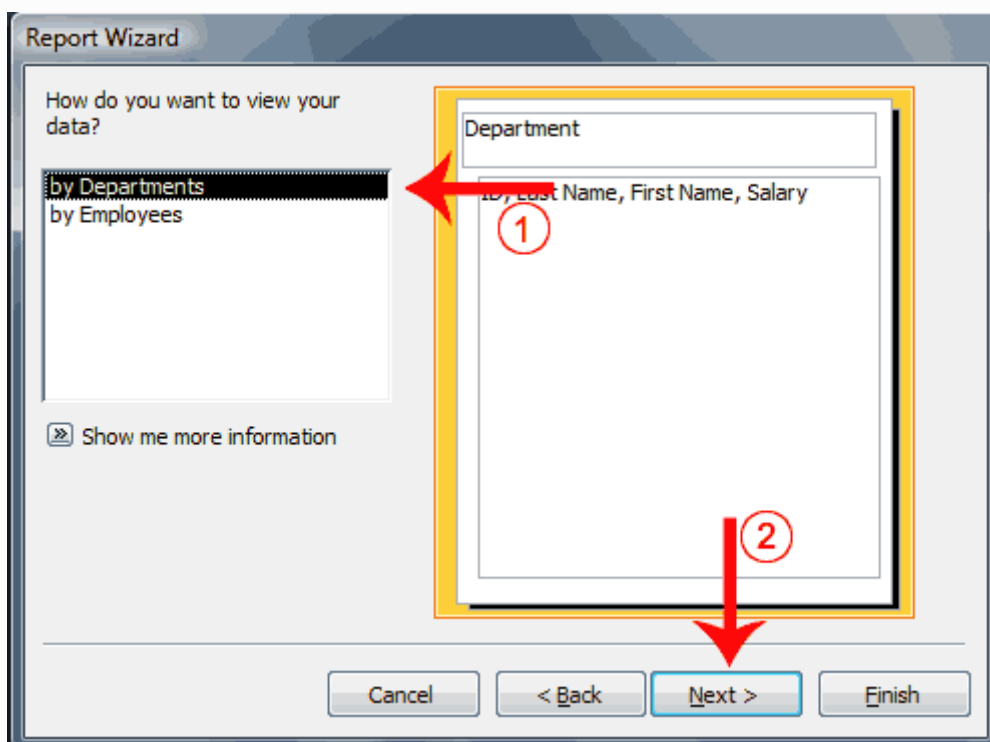 Report Wizard
How do you want to view your
data?
by Departments
by Employees
Show me more information
Department
ID, Last Name, First Name, Salary
1
2
Cancel
< Back
Next >
Finish